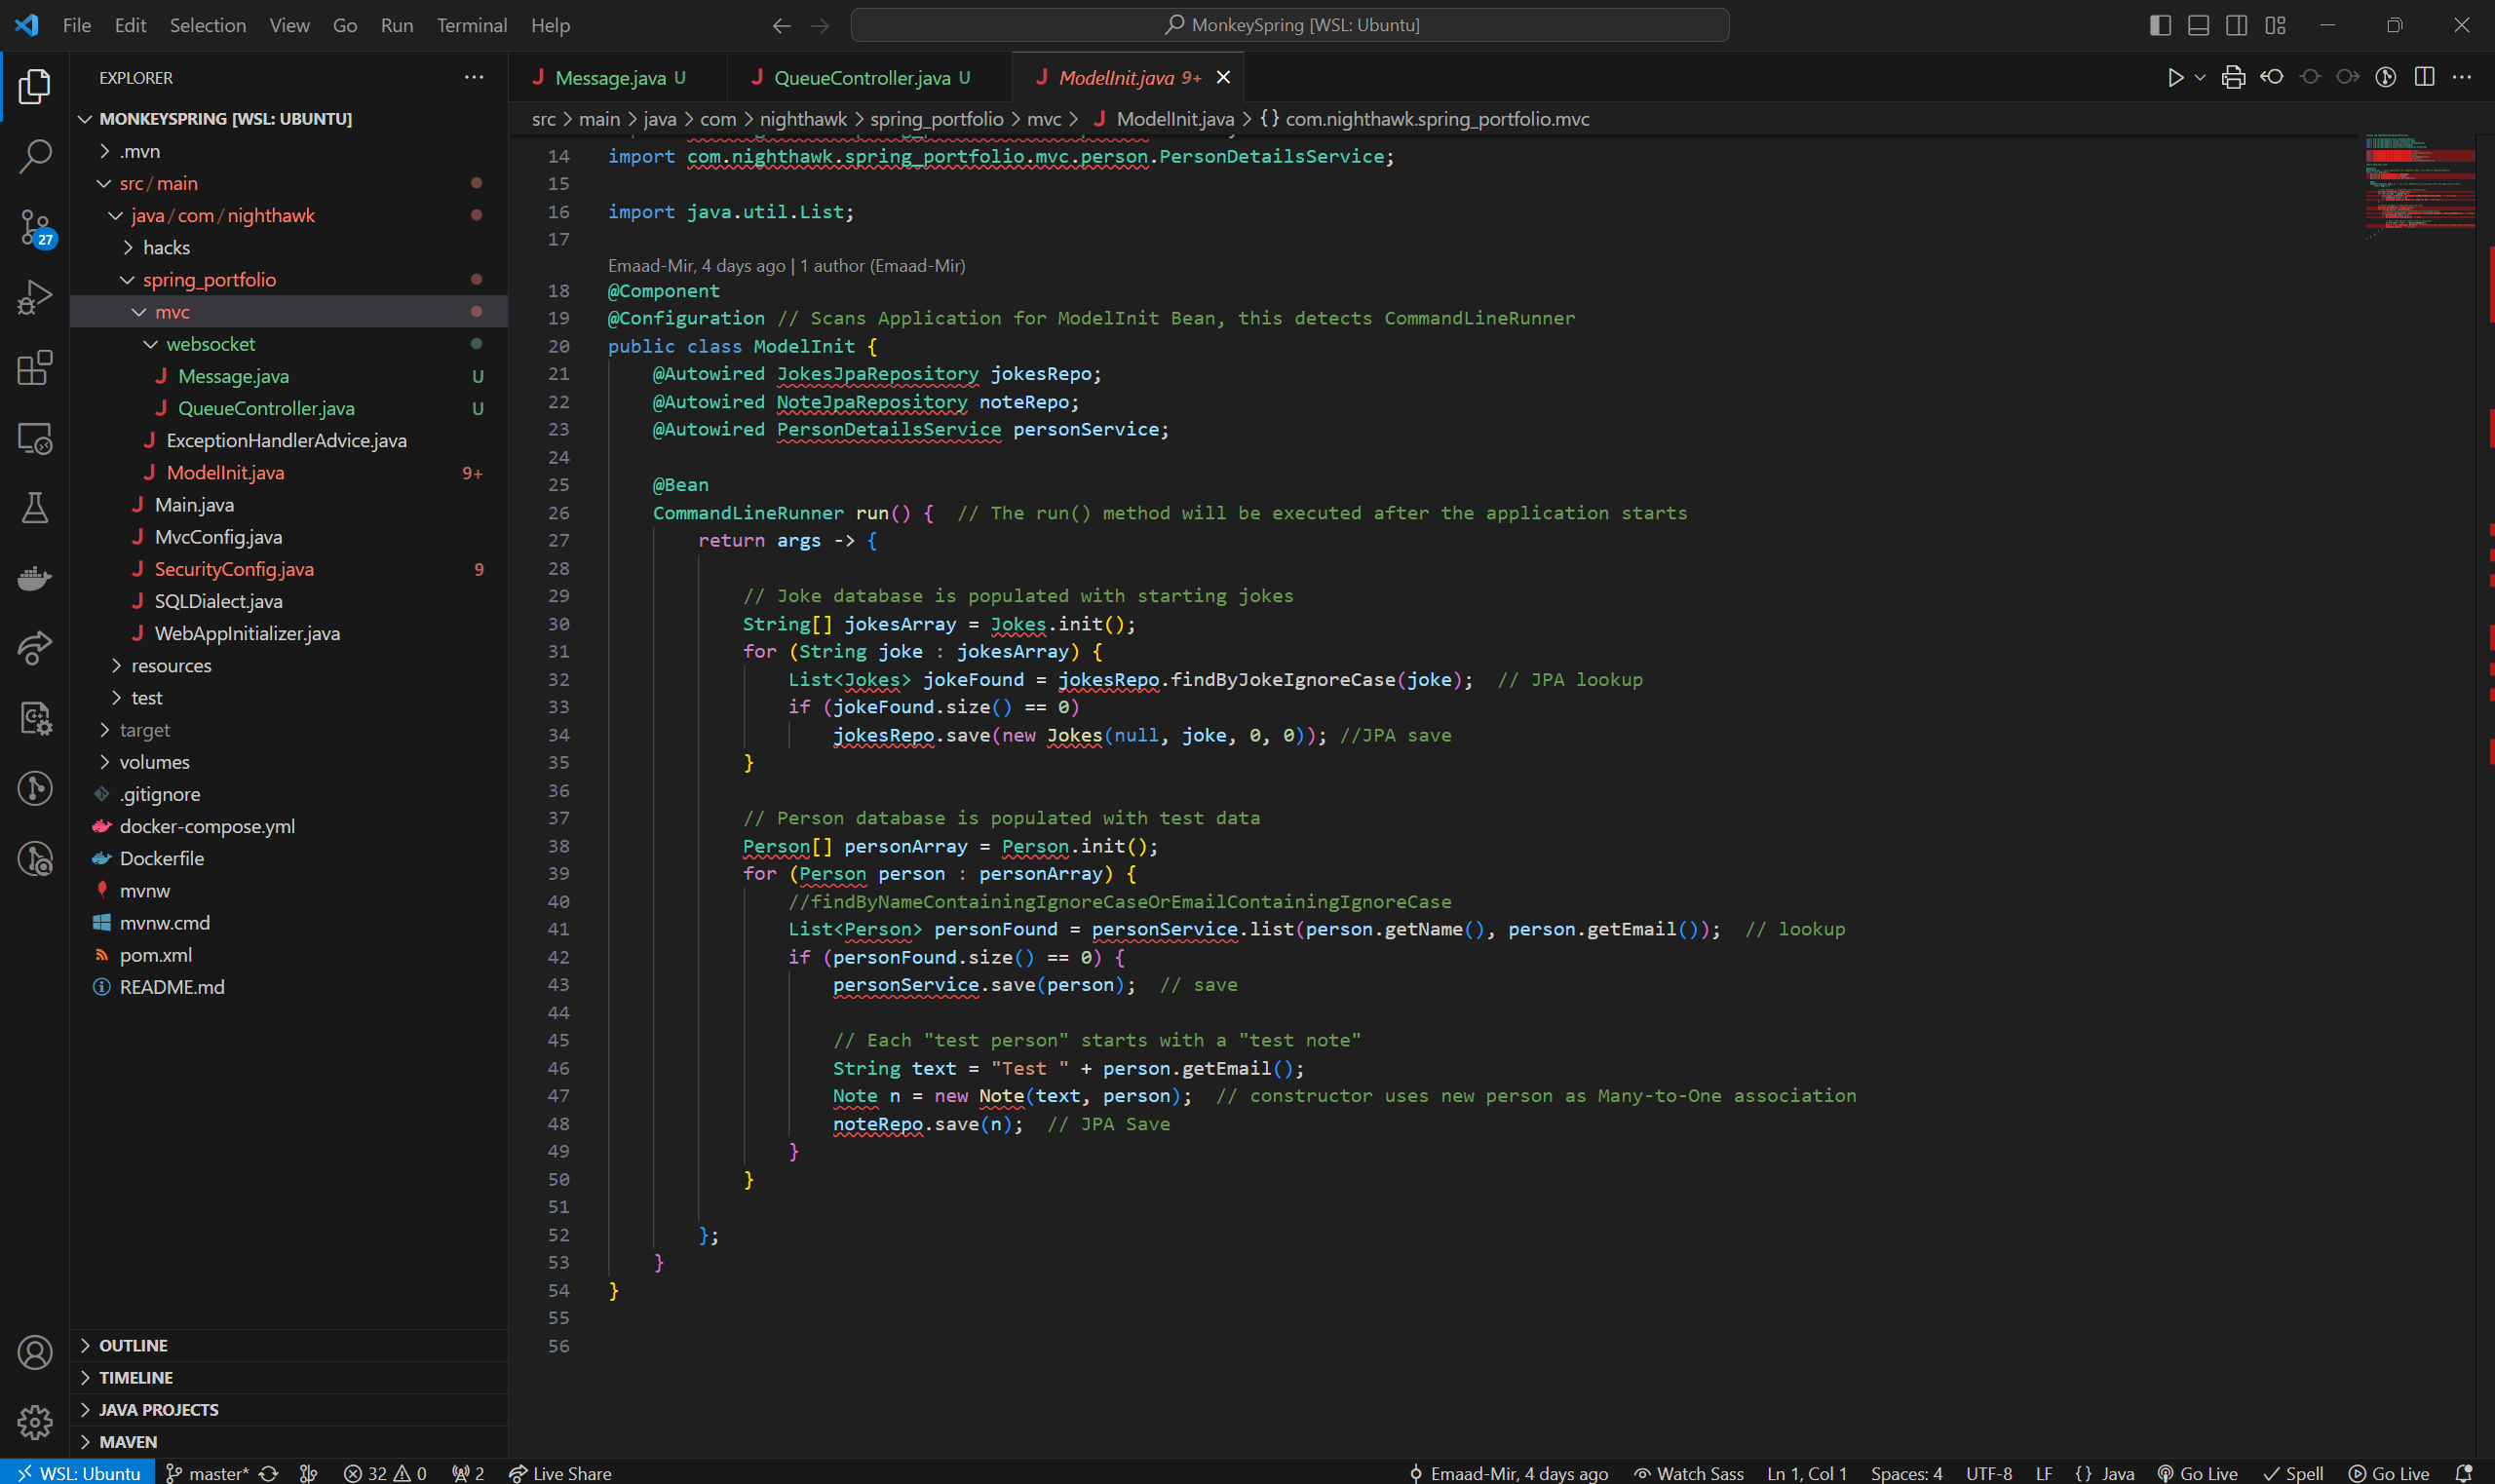 File Edit Selection View Go Run Terminal Help
MonkeySpring [WSL: Ubuntu]
EXPLORER
MONKEYSPRING [WSL: UBUNTU]
.mvn
src/main
java/com/nighthawk
hacks
spring_portfolio
mvc
websocket
Message.java U
QueueController.java U
ExceptionHandlerAdvice.java
ModelInit.java 9+
Main.java
MvcConfig.java
SecurityConfig.java 9
SQLDialect.java
WebAppInitializer.java
resources
test
target
volumes
.gitignore
docker-compose.yml
Dockerfile
mvnw
mvnw.cmd
pom.xml
README.md
OUTLINE
TIMELINE
JAVA PROJECTS
MAVEN
27
Message.java U QueueController.java U ModelInit.java 9+
src > main > java > com > nighthawk > spring_portfolio > mvc > ModelInit.java > {} com.nighthawk.spring_portfolio.mvc
14 import com.nighthawk.spring_portfolio.mvc.person.PersonDetailsService;
15
16 import java.util.List;
17
Emaad-Mir, 4 days ago | 1 author (Emaad-Mir)
18 @Component
19 @Configuration // Scans Application for ModelInit Bean, this detects CommandLineRunner
20 public class ModelInit {
21 @Autowired JokesJpaRepository jokesRepo;
22 @Autowired NoteJpaRepository noteRepo;
23 @Autowired PersonDetailsService personService;
24
25 @Bean
26 CommandLineRunner run() { // The run() method will be executed after the application starts
27 return args -> {
28
29 // Joke database is populated with starting jokes
30 String[] jokesArray = Jokes.init();
31 for (String joke : jokesArray) {
32 List<Jokes> jokeFound = jokesRepo.findByJokeIgnoreCase(joke); // JPA lookup
33 if (jokeFound.size() == 0)
34 jokesRepo.save(new Jokes(null, joke, 0, 0)); //JPA save
35 }
36
37 // Person database is populated with test data
38 Person[] personArray = Person.init();
39 for (Person person : personArray) {
40 //findByNameContainingIgnoreCaseOrEmailContainingIgnoreCase
41 List<Person> personFound = personService.list(person.getName(), person.getEmail()); // lookup
42 if (personFound.size() == 0) {
43 personService.save(person); // save
44
45 // Each "test person" starts with a "test note"
46 String text = "Test " + person.getEmail();
47 Note n = new Note(text, person); // constructor uses new person as Many-to-One association
48 noteRepo.save(n); // JPA Save
49 }
50 }
51
52 };
53 }
54 }
55
56
WSL: Ubuntu master* 32 0 2 Live Share Emaad-Mir, 4 days ago Watch Sass Ln 1, Col 1 Spaces: 4 UTF-8 LF {} Java Go Live Spell Go Live